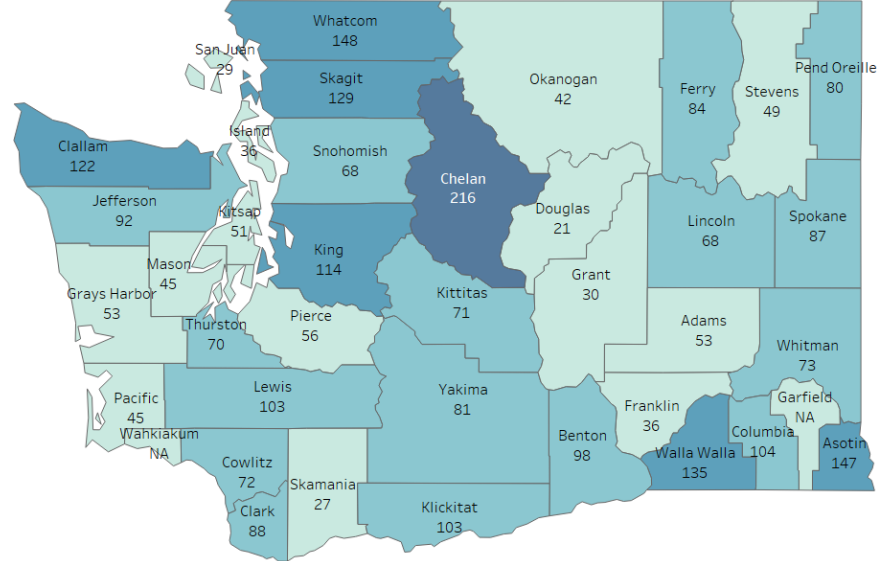 Whatcom
148
San Juan
29
Skagit
129
Okanogan
42
Ferry
84
Stevens
49
Pend Oreille
80
Island
36
Clallam
122
Snohomish
68
Chelan
216
Jefferson
92
Kitsap
51
Douglas
21
Lincoln
68
Spokane
87
King
114
Mason
45
Grant
30
Grays Harbor
53
Kittitas
71
Thurston
70
Pierce
56
Adams
53
Whitman
73
Lewis
103
Yakima
81
Pacific
45
Franklin
36
Garfield
NA
Wahkiakum
NA
Benton
98
Columbia
104
Asotin
147
Walla Walla
135
Cowlitz
72
Skamania
27
Clark
88
Klickitat
103